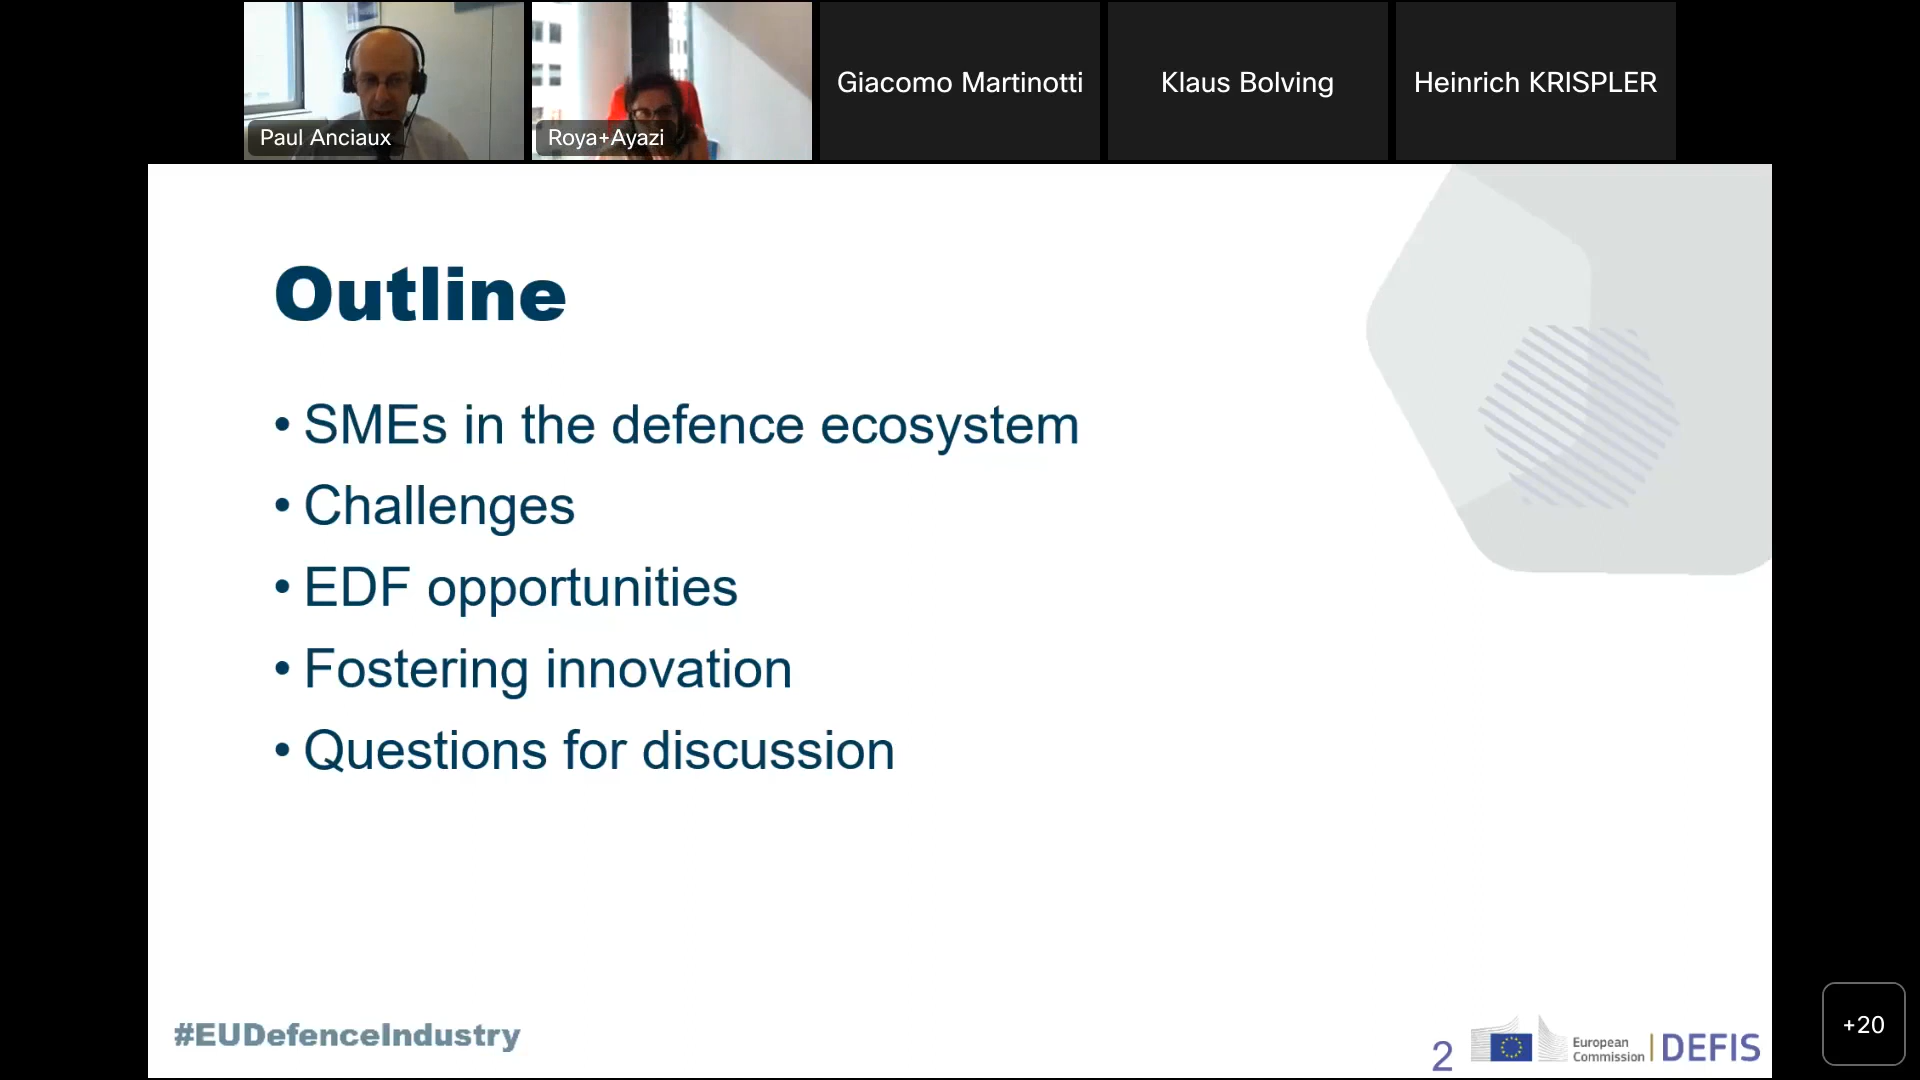 Paul Anciaux
Roya+Ayazi
Giacomo Martinotti
Klaus Bolving
Heinrich KRISPLER
Outline
• SMEs in the defence ecosystem
• Challenges
• EDF opportunities
• Fostering innovation
• Questions for discussion
#EUDefenceIndustry
2
European
Commission
DEFIS
+20